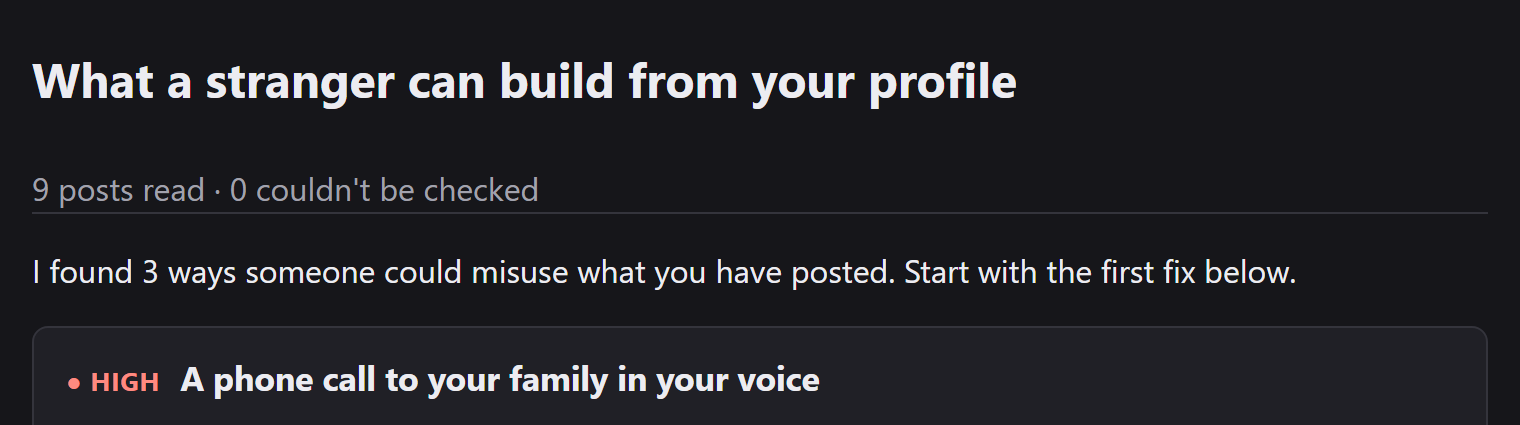 What a stranger can build from your profile
9 posts read · 0 couldn't be checked
I found 3 ways someone could misuse what you have posted. Start with the first fix below.
● HIGH A phone call to your family in your voice